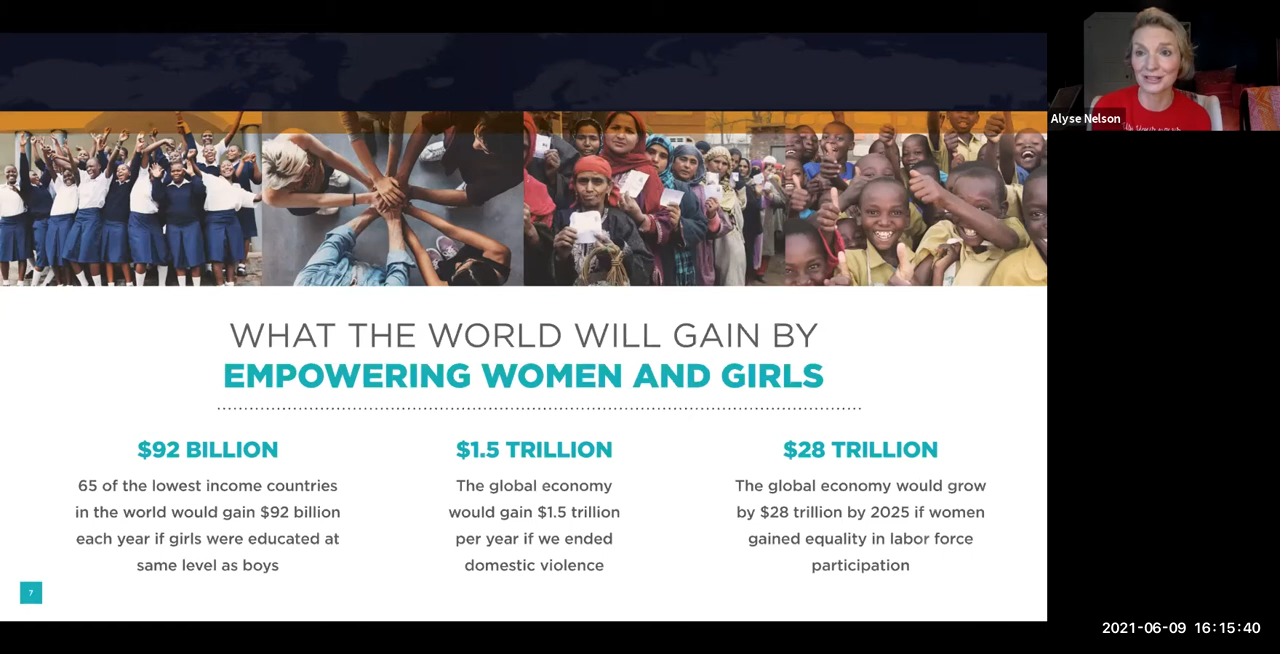 Alyse Nelson
WHAT THE WORLD WILL GAIN BY
EMPOWERING WOMEN AND GIRLS
$92 BILLION
65 of the lowest income countries
in the world would gain $92 billion
each year if girls were educated at
same level as boys
$1.5 TRILLION
The global economy
would gain $1.5 trillion
per year if we ended
domestic violence
$28 TRILLION
The global economy would grow
by $28 trillion by 2025 if women
gained equality in labor force
participation
7
2021-06-09 16:15:40